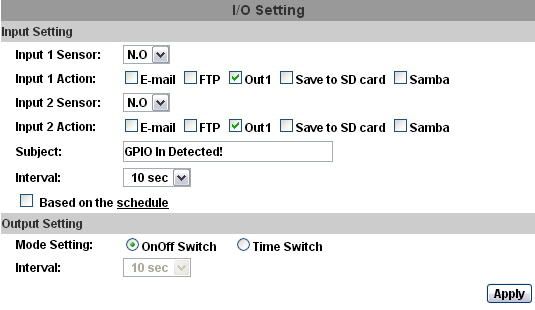 I/O Setting
Input Setting
Input 1 Sensor: N.O
Input 1 Action: E-mail FTP Out1 Save to SD card Samba
Input 2 Sensor: N.O
Input 2 Action: E-mail FTP Out1 Save to SD card Samba
Subject: GPIO In Detected!
Interval: 10 sec
Based on the schedule
Output Setting
Mode Setting: OnOff Switch Time Switch
Interval: 10 sec
Apply